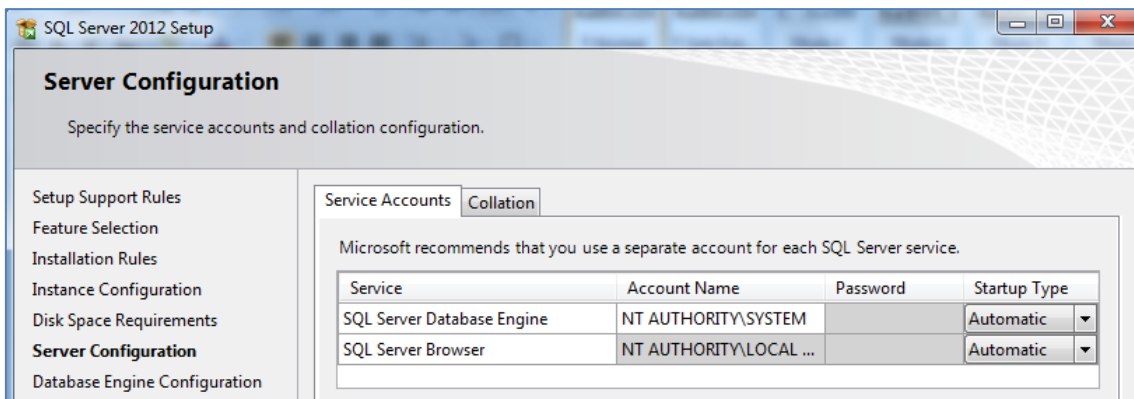 SQL Server 2012 Setup
Server Configuration
Specify the service accounts and collation configuration.
Setup Support Rules
Feature Selection
Installation Rules
Instance Configuration
Disk Space Requirements
Server Configuration
Database Engine Configuration
Service Accounts Collation
Microsoft recommends that you use a separate account for each SQL Server service.
Service Account Name Password Startup Type
SQL Server Database Engine NT AUTHORITY\SYSTEM Automatic
SQL Server Browser NT AUTHORITY\LOCAL ... Automatic